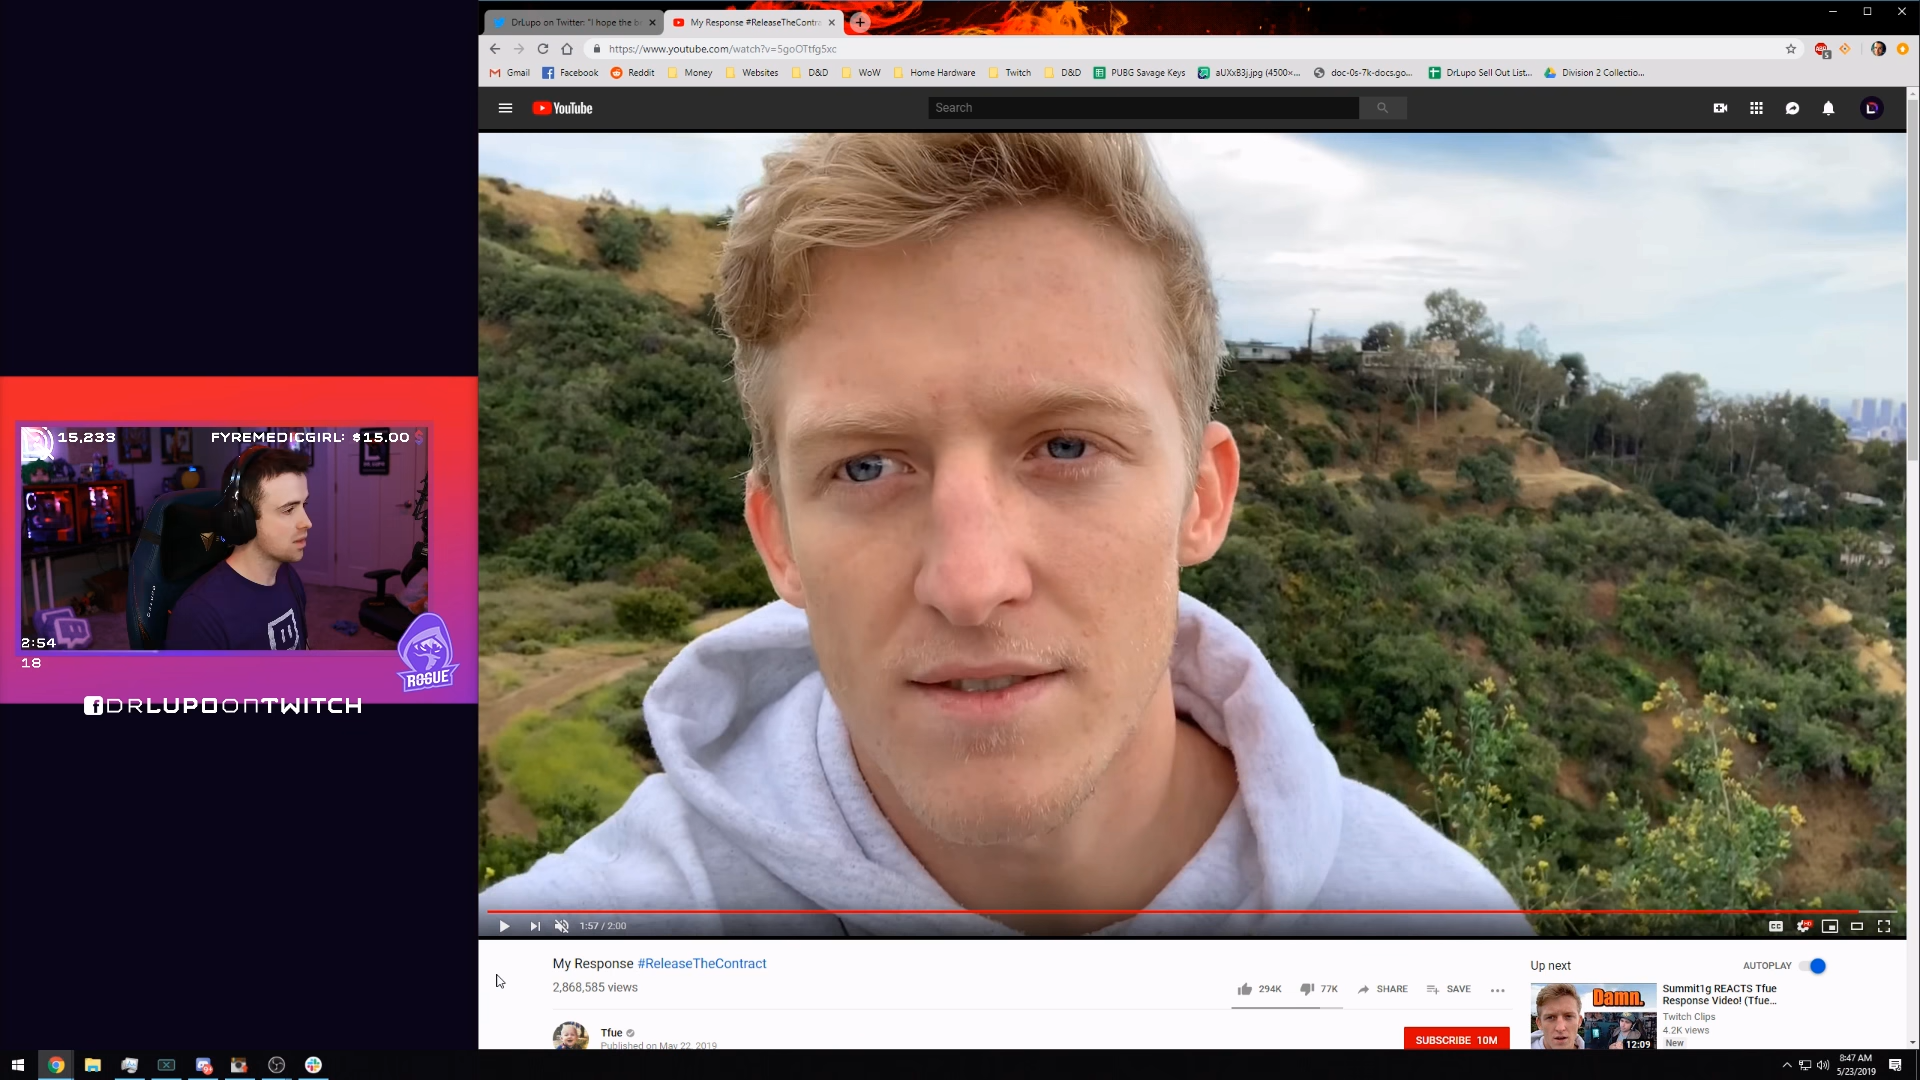 DrLupo on Twitter: "I hope the b
My Response #ReleaseTheContra
https://www.youtube.com/watch?v=5goOTtfg5xc
Gmail Facebook Reddit Money Websites D&D WoW Home Hardware Twitch D&D PUBG Savage Keys aUXxB3j.jpg (4500×... doc-0s-7k-docs.go... DrLupo Sell Out List... Division 2 Collectio...
YouTube
Search
15,233
FYREMEDICGIRL: $15.00
2:54
18
ROGUE
DRLUPOONTWITCH
1:57 / 2:00
CC
HD
My Response #ReleaseTheContract
2,868,585 views
294K 77K SHARE SAVE
Tfue
Published on May 22, 2019
SUBSCRIBE 10M
Up next
AUTOPLAY
Damn.
12:09
Summit1g REACTS Tfue
Response Video! (Tfue...
Twitch Clips
4.2K views
New
8:47 AM
5/23/2019